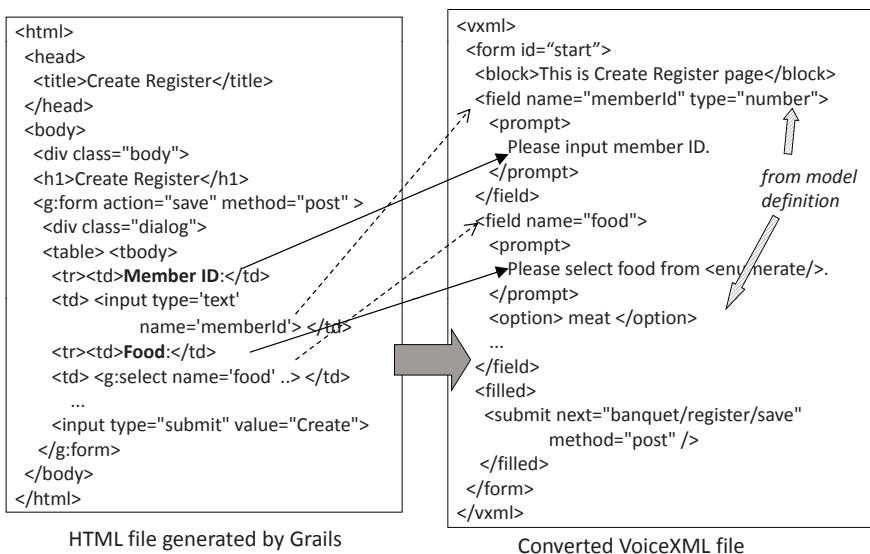 <html>
<head>
<title>Create Register</title>
</head>
<body>
<div class="body">
<h1>Create Register</h1>
<g:form action="save" method="post" >
<div class="dialog">
<table> <tbody>
<tr><td>Member ID:</td>
<td> <input type='text'
name='memberId'> </td>
<tr><td>Food:</td>
<td> <g:select name='food' ..> </td>
...
<input type="submit" value="Create">
</g:form>
</body>
</html>
HTML file generated by Grails
<vxml>
<form id=“start”>
<block>This is Create Register page</block>
<field name="memberId" type="number">
<prompt>
Please input member ID.
</prompt>
</field>
<field name="food">
<prompt>
Please select food from <enumerate/>.
</prompt>
<option> meat </option>
...
</field>
<filled>
<submit next="banquet/register/save"
method="post" />
</filled>
</form>
</vxml>
from model
definition
Converted VoiceXML file